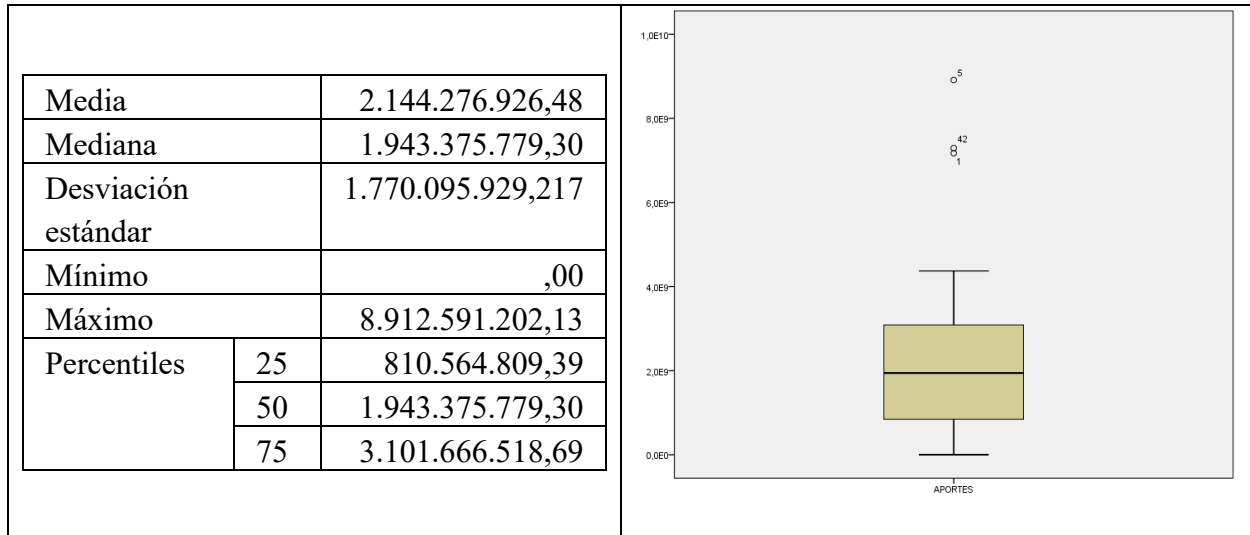 Media 2.144.276.926,48
Mediana 1.943.375.779,30
Desviación 1.770.095.929,217
estándar
Mínimo ,00
Máximo 8.912.591.202,13
Percentiles 25 810.564.809,39
50 1.943.375.779,30
75 3.101.666.518,69
1,0E10
8,0E9
6,0E9
4,0E9
2,0E9
0,0E0
5
42
1
APORTES